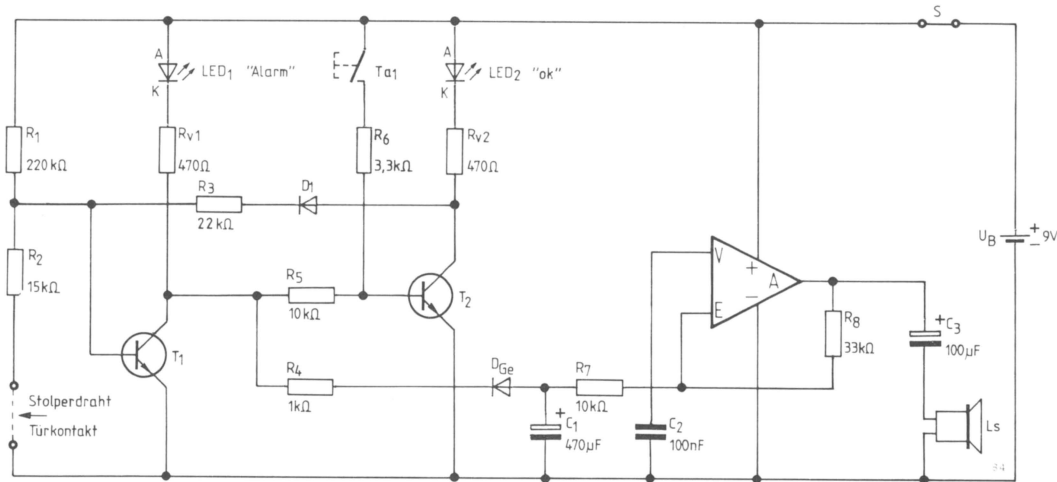 S
A
K
LED1 "Alarm"
Ta1
A
K
LED2 "ok"
R1
220kΩ
Rv1
470Ω
R6
3,3kΩ
Rv2
470Ω
R3
22kΩ
D1
R2
15kΩ
UB
+
−
9V
R5
10kΩ
T2
V
+
A
−
E
T1
R4
1kΩ
DGe
R7
10kΩ
R8
33kΩ
+
C3
100µF
Stolperdraht
Türkontakt
+
C1
470µF
C2
100nF
Ls
34